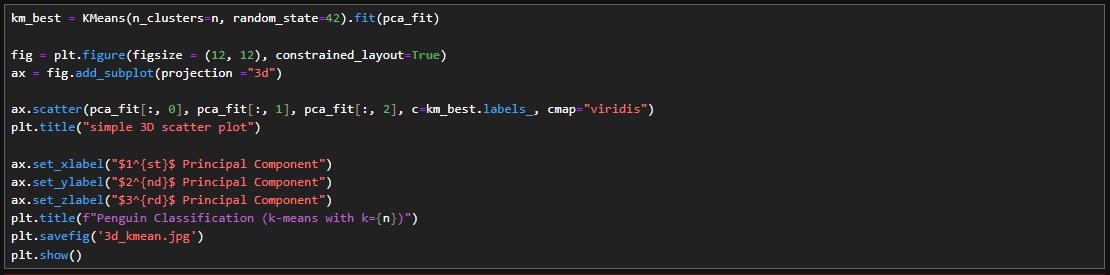 km_best = KMeans(n_clusters=n, random_state=42).fit(pca_fit)
fig = plt.figure(figsize = (12, 12), constrained_layout=True)
ax = fig.add_subplot(projection ="3d")
ax.scatter(pca_fit[:, 0], pca_fit[:, 1], pca_fit[:, 2], c=km_best.labels_, cmap="viridis")
plt.title("simple 3D scatter plot")
ax.set_xlabel("$1^{st}$ Principal Component")
ax.set_ylabel("$2^{nd}$ Principal Component")
ax.set_zlabel("$3^{rd}$ Principal Component")
plt.title(f"Penguin Classification (k-means with k={n})")
plt.savefig('3d_kmean.jpg')
plt.show()